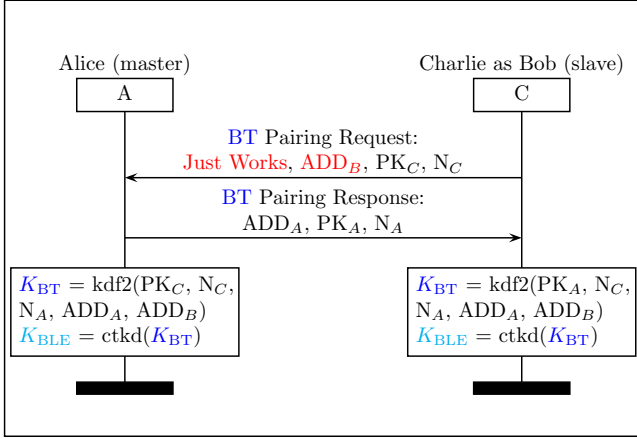 Alice (master)
Charlie as Bob (slave)
A
C
BT Pairing Request:
Just Works, ADD_B, PK_C, N_C
BT Pairing Response:
ADD_A, PK_A, N_A
K_BT = kdf2(PK_C, N_C,
N_A, ADD_A, ADD_B)
K_BLE = ctkd(K_BT)
K_BT = kdf2(PK_A, N_C,
N_A, ADD_A, ADD_B)
K_BLE = ctkd(K_BT)